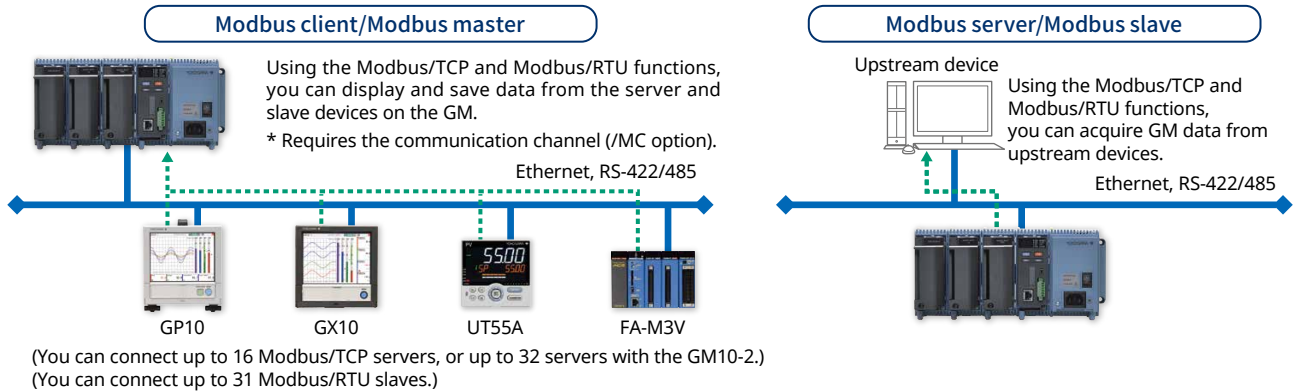 Modbus client/Modbus master
Using the Modbus/TCP and Modbus/RTU functions,
you can display and save data from the server and
slave devices on the GM.
* Requires the communication channel (/MC option).
Ethernet, RS-422/485
GP10
GX10
UT55A
FA-M3V
(You can connect up to 16 Modbus/TCP servers, or up to 32 servers with the GM10-2.)
(You can connect up to 31 Modbus/RTU slaves.)
Modbus server/Modbus slave
Upstream device
Using the Modbus/TCP and
Modbus/RTU functions,
you can acquire GM data from
upstream devices.
Ethernet, RS-422/485
PV
5500
SP 5500